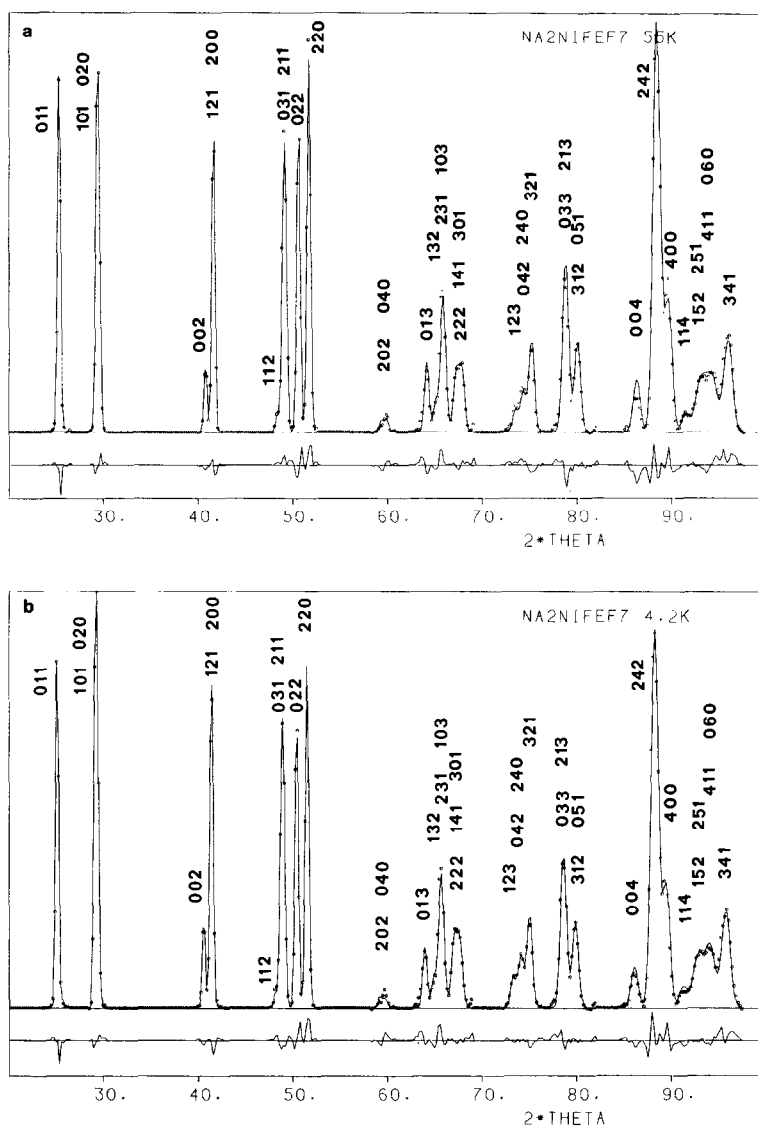 a
NA2NIFEF7 55K
011
101 020
002
121 200
112
031 211
022
220
202 040
013
132 231 103
222 141 301
123 042 240 321
033 213
312 051
004
242
400
114
152 251 411 060
341
30. 40. 50. 60. 70. 80. 90.
2*THETA
b
NA2NIFEF7 4.2K
011
101 020
002
121 200
112
031 211
022
220
202 040
013
132 231 103
222 141 301
123 042 240 321
033 213
312 051
004
242
400
114
152 251 411 060
341
30. 40. 50. 60. 70. 80. 90.
2*THETA